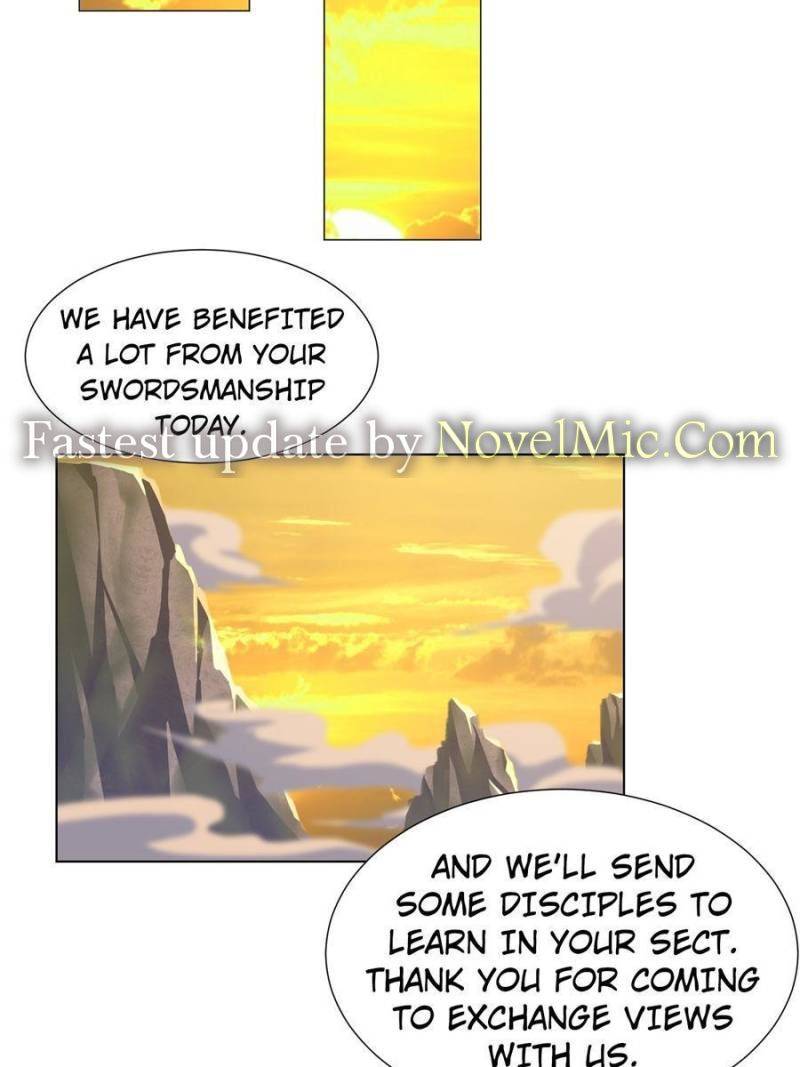 WE HAVE BENEFITED
A LOT FROM YOUR
SWORDSMANSHIP
TODAY.
Fastest update by NovelMic.Com
AND WE'LL SEND
SOME DISCIPLES TO
LEARN IN YOUR SECT.
THANK YOU FOR COMING
TO EXCHANGE VIEWS
WITH US.